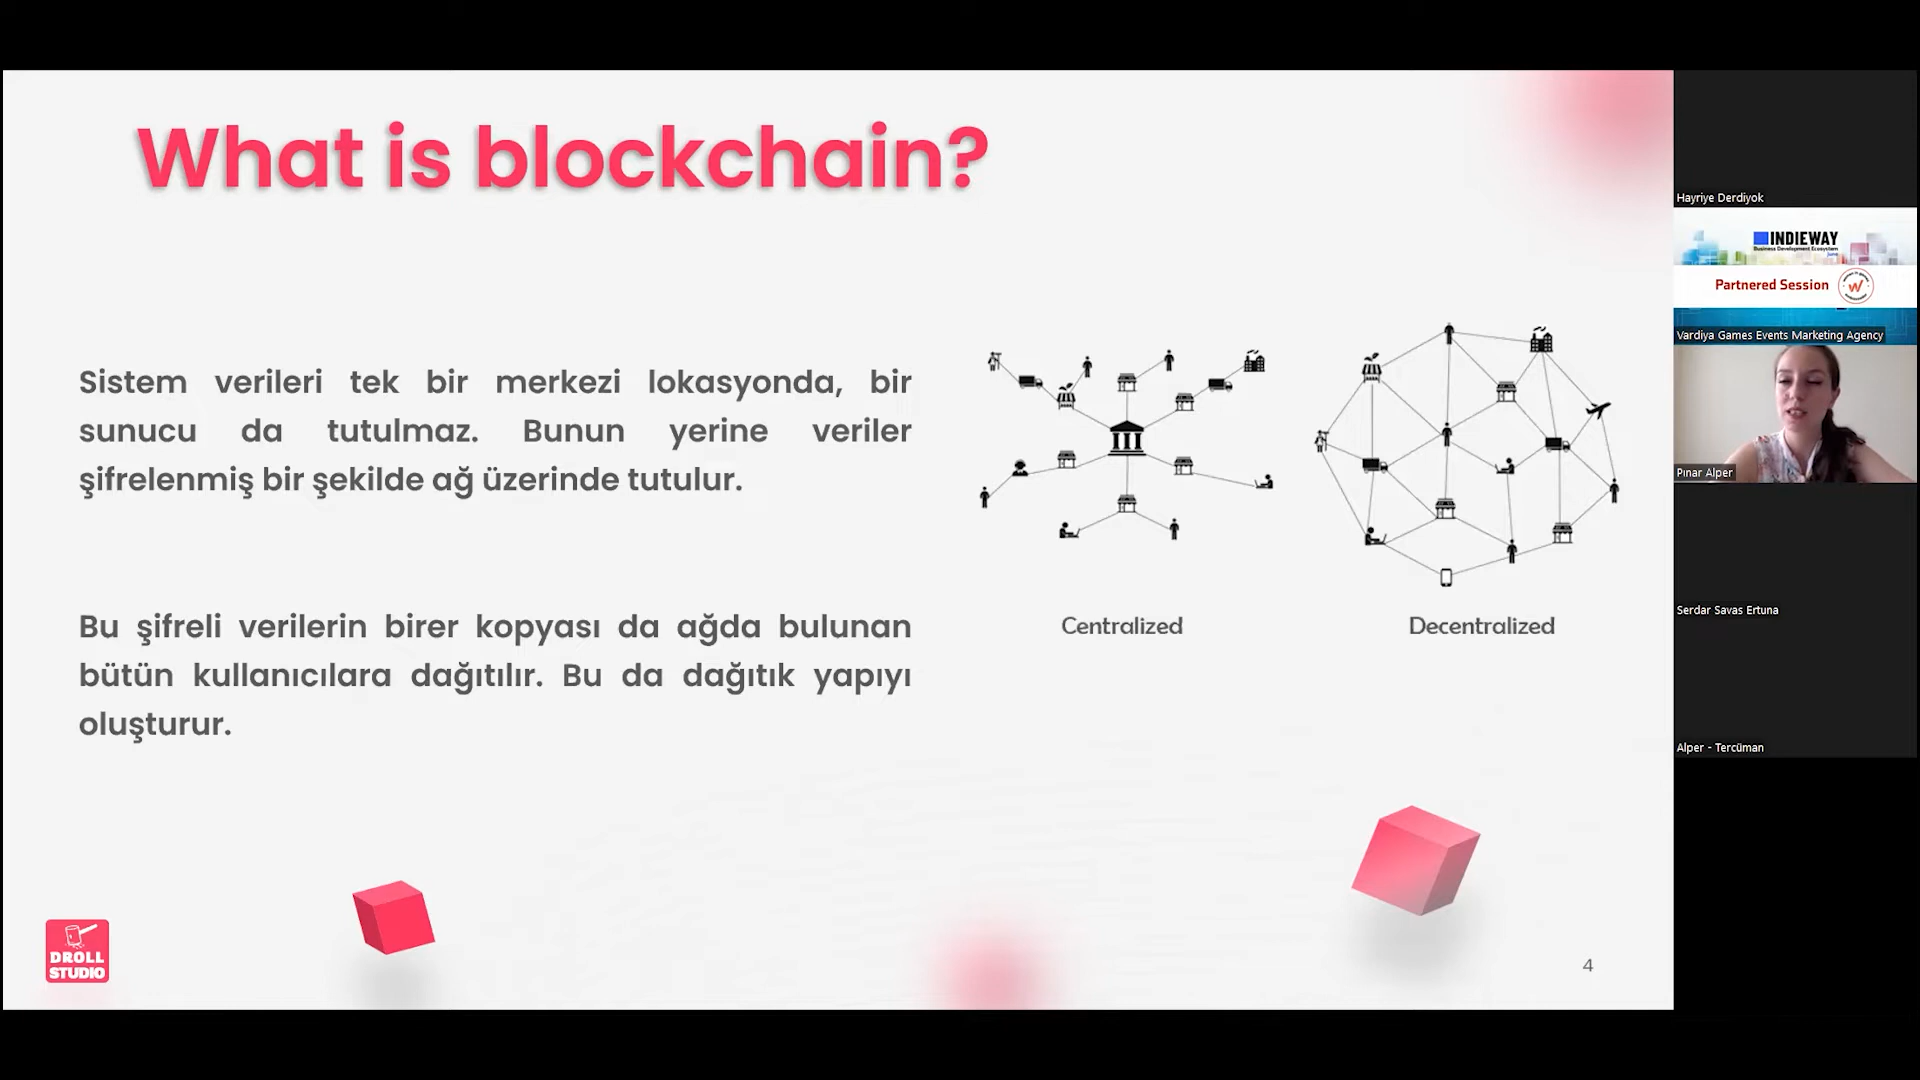 What is blockchain?
Sistem verileri tek bir merkezi lokasyonda, bir
sunucu da tutulmaz. Bunun yerine veriler
şifrelenmiş bir şekilde ağ üzerinde tutulur.
Bu şifreli verilerin birer kopyası da ağda bulunan
bütün kullanıcılara dağıtılır. Bu da dağıtık yapıyı
oluşturur.
Centralized
Decentralized
DROLL
STUDIO
4
Hayriye Derdiyok
INDIEWAY
Business Development Ecosystem
Partnered Session
Vardiya Games Events Marketing Agency
Pınar Alper
Serdar Savas Ertuna
Alper - Tercüman